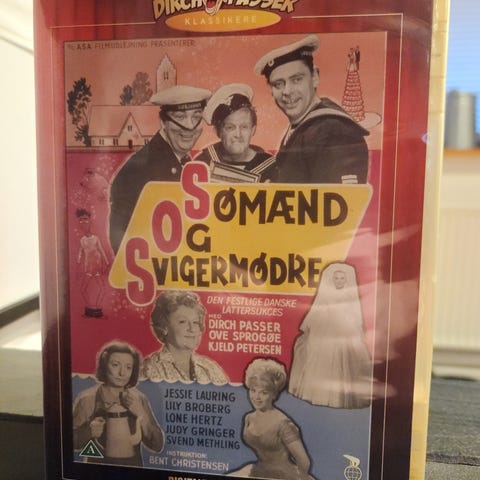 DIRCH PASSER
KLASSIKERE
ASA FILMUDLEJNING PRÆSENTERER:
SØMÆND
OG
SVIGERMØDRE
DEN FESTLIGE DANSKE
LATTERSUKCES
MED
DIRCH PASSER
OVE SPROGØE
KJELD PETERSEN
JESSIE LAURING
LILY BROBERG
LONE HERTZ
JUDY GRINGER
SVEND METHLING
INSTRUKTION:
BENT CHRISTENSEN
A